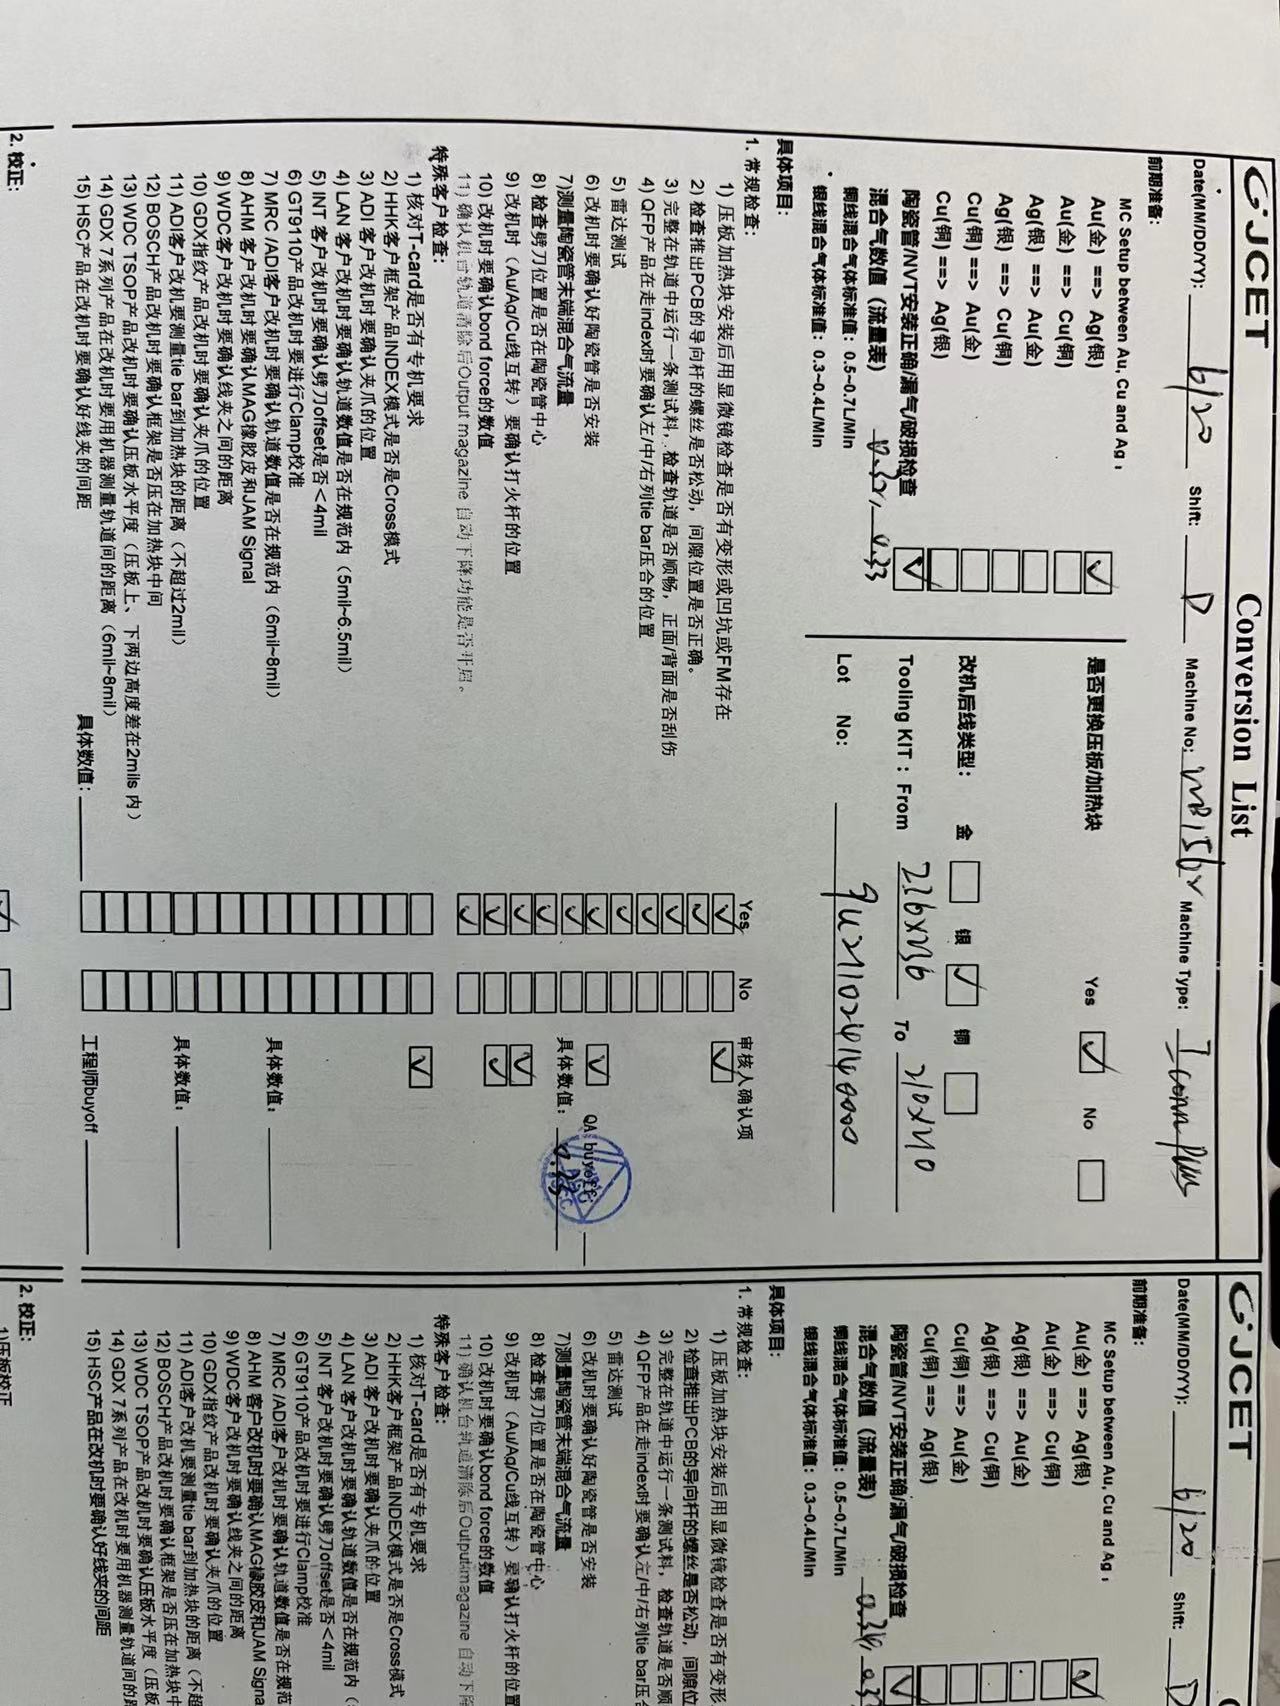 JCET Conversion List
Date(MM/DD/YY): 6/20 Shift: D Machine No: WB156 Machine Type: I conn plus
前期准备:
MC Setup between Au, Cu and Ag
Au(金) ==> Ag(银) ✓
Au(金) ==> Cu(铜)
Ag(银) ==> Au(金)
Ag(银) ==> Cu(铜)
Cu(铜)==> Au(金)
Cu(铜)==> Ag(银)
陶瓷管/NVT安装正确/漏气/破损检查 ✓
混合气数值（流量表） 0.32, 0.33
铜线混合气体标准值：0.5~0.7L/Min
银线混合气体标准值：0.3~0.4L/Min
是否更换压板/加热块 Yes ✓ No
改机后线类型： 金 银 ✓ 铜
Tooling KIT : From 236x236 To 210x210
Lot No:
具体项目:
1. 常规检查: Yes No 审核人确认项
1) 压板加热块安装后用显微镜检查是否有变形或凹坑或FM存在 ✓ ✓
2) 检查推出PCB的导向杆的螺丝是否松动，间隙位置是否正确。 ✓
3) 完整在轨道中运行一条测试料，检查轨道是否顺畅，正面/背面是否刮伤 ✓
4) QFP产品在走index时要确认左/中/右列tie bar压合的位置 ✓
5) 雷达测试 ✓
6) 改机时要确认好陶瓷管是否安装 ✓ ✓ QA buyoff:
7)测量陶瓷管末端混合气流量 ✓ 具体数值： 0.33
8) 检查劈刀位置是否在陶瓷管中心 ✓
9) 改机时（Au/Ag/Cu线互转）要确认打火杆的位置 ✓ ✓
10) 改机时要确认bond force的数值 ✓ ✓
11) 确认机台轨道清除后Output magazine 自动下降功能是否开启。 ✓
特殊客户检查:
1) 核对T-card是否有专机要求 ✓
2) HHK客户框架产品INDEX模式是否是Cross模式
3) ADI 客户改机时要确认夹爪的位置
4) LAN 客户改机时要确认轨道数值是否在规范内（5mil~6.5mil）
5) INT 客户改机时要确认劈刀offset是否＜4mil
6) GT9110产品改机时要进行Clamp校准
7) MRC /ADI客户改机时要确认轨道数值是否在规范内（6mil~8mil） 具体数值：
8) AHM 客户改机时要确认MAG橡胶皮和JAM Signal
9) WDC客户改机时要确认线夹之间的距离
10) GDX指纹产品改机时要确认夹爪的位置
11) ADI客户改机要测量tie bar到加热块的距离（不超过2mil） 具体数值：
12) BOSCH产品改机时要确认框架是否压在加热块中间
13) WDC TSOP产品改机时要确认压板水平度（压板上、下两边高度差在2mils 内）
14) GDX 7系列产品在改机时要用机器测量轨道间的距离（6mil~8mil）
15) HSC产品在改机时要确认好线夹的间距 具体数值： 工程师buyoff
2. 校正:
JCET
Date(MM/DD/YY): 6/20 Shift: D
前期准备:
MC Setup between Au, Cu and Ag
Au(金) ==> Ag(银) ✓
Au(金) ==> Cu(铜)
Ag(银) ==> Au(金)
Ag(银) ==> Cu(铜)
Cu(铜)==> Au(金)
Cu(铜)==> Ag(银)
陶瓷管/NVT安装正确/漏气/破损检查 ✓
混合气数值（流量表） 0.34,
铜线混合气体标准值：0.5~0.7L/Min
银线混合气体标准值：0.3~0.4L/Min
具体项目:
1. 常规检查:
1) 压板加热块安装后用显微镜检查是否有变形
2) 检查推出PCB的导向杆的螺丝是否松动，间隙位
3) 完整在轨道中运行一条测试料，检查轨道是否顺
4) QFP产品在走index时要确认左/中/右列tie bar压
5) 雷达测试
6) 改机时要确认好陶瓷管是否安装
7)测量陶瓷管末端混合气流量
8) 检查劈刀位置是否在陶瓷管中心
9) 改机时（Au/Ag/Cu线互转）要确认打火杆的位置
10) 改机时要确认bond force的数值
11) 确认机台轨道清除后Output magazine 自动下
特殊客户检查:
1) 核对T-card是否有专机要求
2) HHK客户框架产品INDEX模式是否是Cross模式
3) ADI 客户改机时要确认夹爪的位置
4) LAN 客户改机时要确认轨道数值是否在规范内（
5) INT 客户改机时要确认劈刀offset是否＜4mil
6) GT9110产品改机时要进行Clamp校准
7) MRC /ADI客户改机时要确认轨道数值是否在规范
8) AHM 客户改机时要确认MAG橡胶皮和JAM Signa
9) WDC客户改机时要确认线夹之间的距离
10) GDX指纹产品改机时要确认夹爪的位置
11) ADI客户改机要测量tie bar到加热块的距离（不
12) BOSCH产品改机时要确认框架是否压在加热块
13) WDC TSOP产品改机时要确认压板水平度（压板
14) GDX 7系列产品在改机时要用机器测量轨道间的
15) HSC产品在改机时要确认好线夹的间距
2. 校正:
1)压板校正